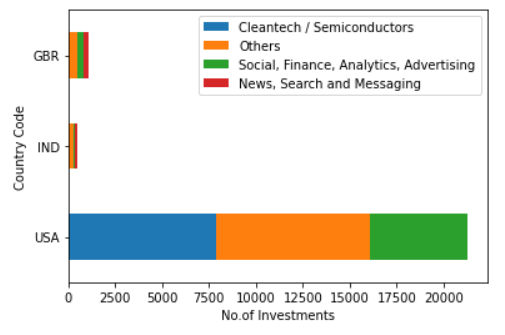 Cleantech / Semiconductors
Others
Social, Finance, Analytics, Advertising
News, Search and Messaging
GBR
IND
USA
Country Code
0 2500 5000 7500 10000 12500 15000 17500 20000
No.of Investments